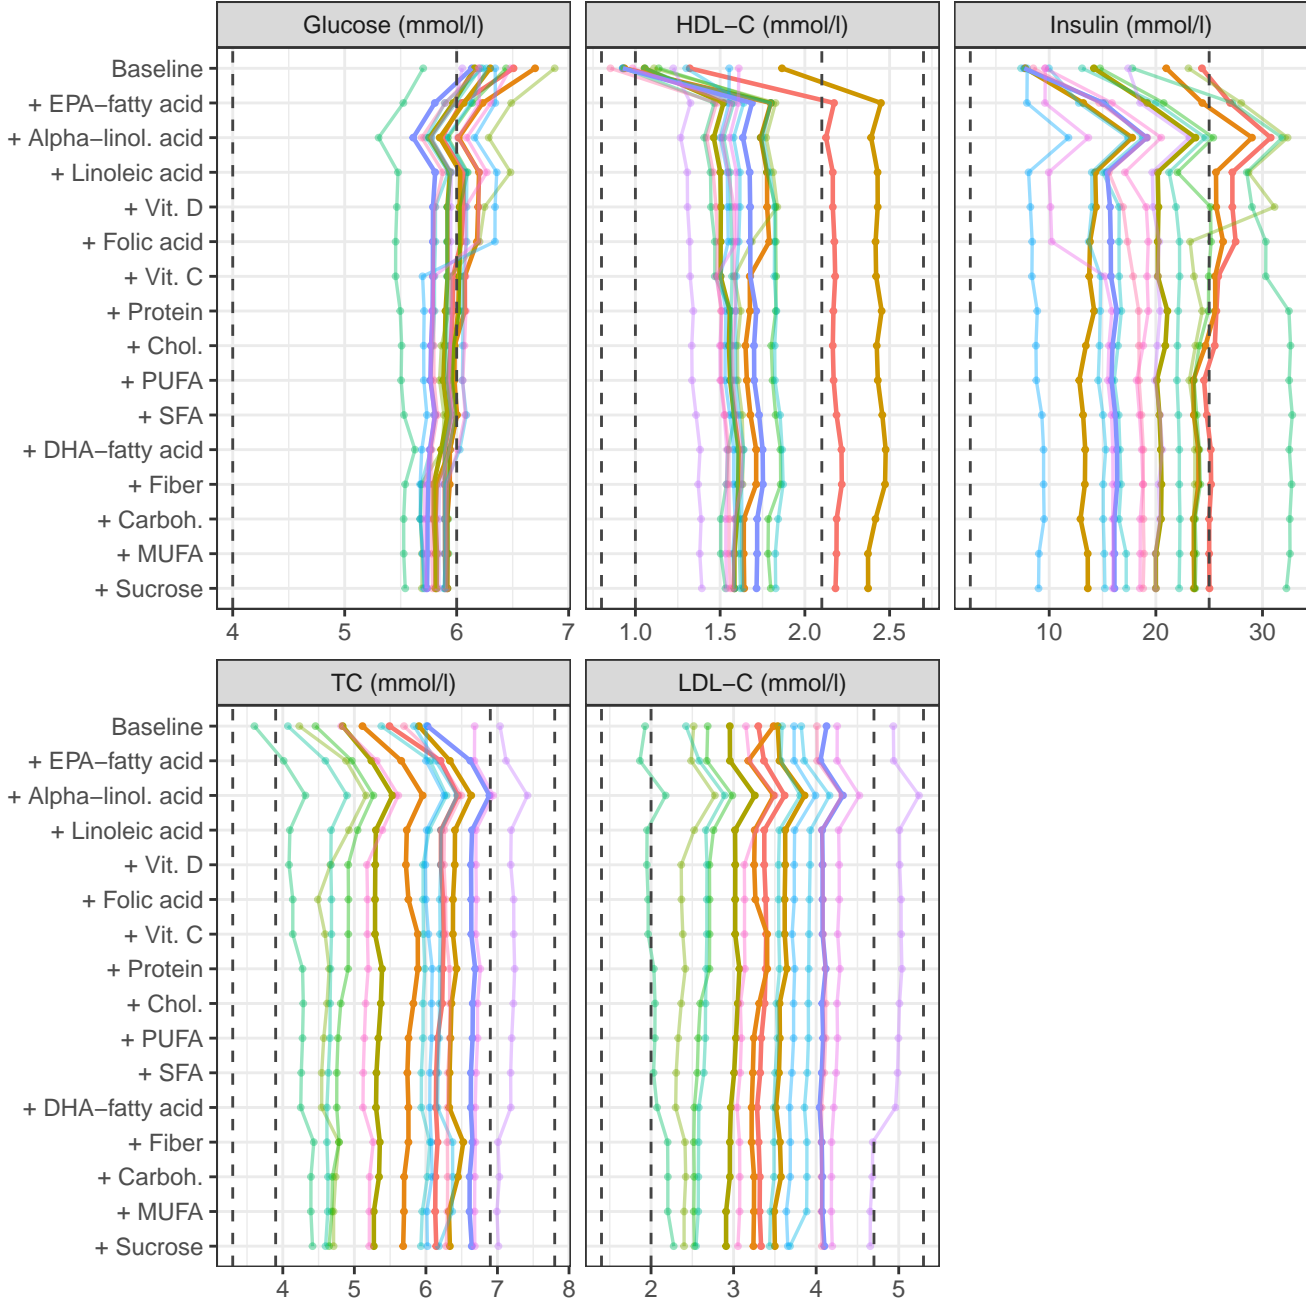 Glucose (mmol/l)
HDL−C (mmol/l)
Insulin (mmol/l)
Baseline
+ EPA−fatty acid
+ Alpha−linol. acid
+ Linoleic acid
+ Vit. D
+ Folic acid
+ Vit. C
+ Protein
+ Chol.
+ PUFA
+ SFA
+ DHA−fatty acid
+ Fiber
+ Carboh.
+ MUFA
+ Sucrose
4 5 6 7
1.0 1.5 2.0 2.5
10 20 30
TC (mmol/l)
LDL−C (mmol/l)
Baseline
+ EPA−fatty acid
+ Alpha−linol. acid
+ Linoleic acid
+ Vit. D
+ Folic acid
+ Vit. C
+ Protein
+ Chol.
+ PUFA
+ SFA
+ DHA−fatty acid
+ Fiber
+ Carboh.
+ MUFA
+ Sucrose
4 5 6 7 8
2 3 4 5